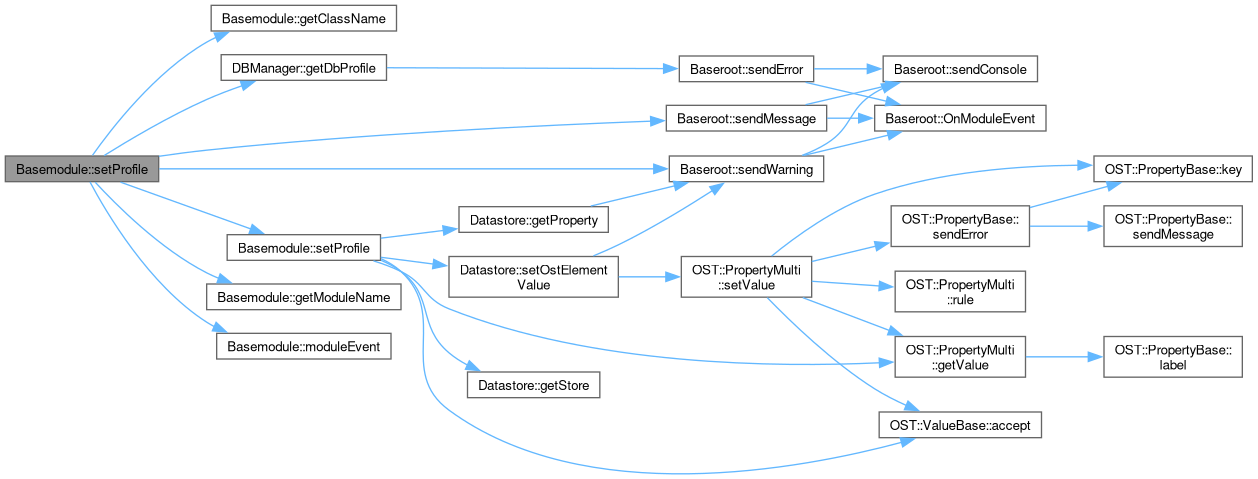 Basemodule::getClassName
DBManager::getDbProfile
Baseroot::sendError
Baseroot::sendConsole
Baseroot::sendMessage
Baseroot::OnModuleEvent
Basemodule::setProfile
Baseroot::sendWarning
OST::PropertyBase::key
Datastore::getProperty
OST::PropertyBase::
sendError
OST::PropertyBase::
sendMessage
Basemodule::setProfile
Datastore::setOstElement
Value
OST::PropertyMulti
::setValue
OST::PropertyMulti
::rule
Basemodule::getModuleName
Basemodule::moduleEvent
OST::PropertyMulti
::getValue
OST::PropertyBase::
label
Datastore::getStore
OST::ValueBase::accept